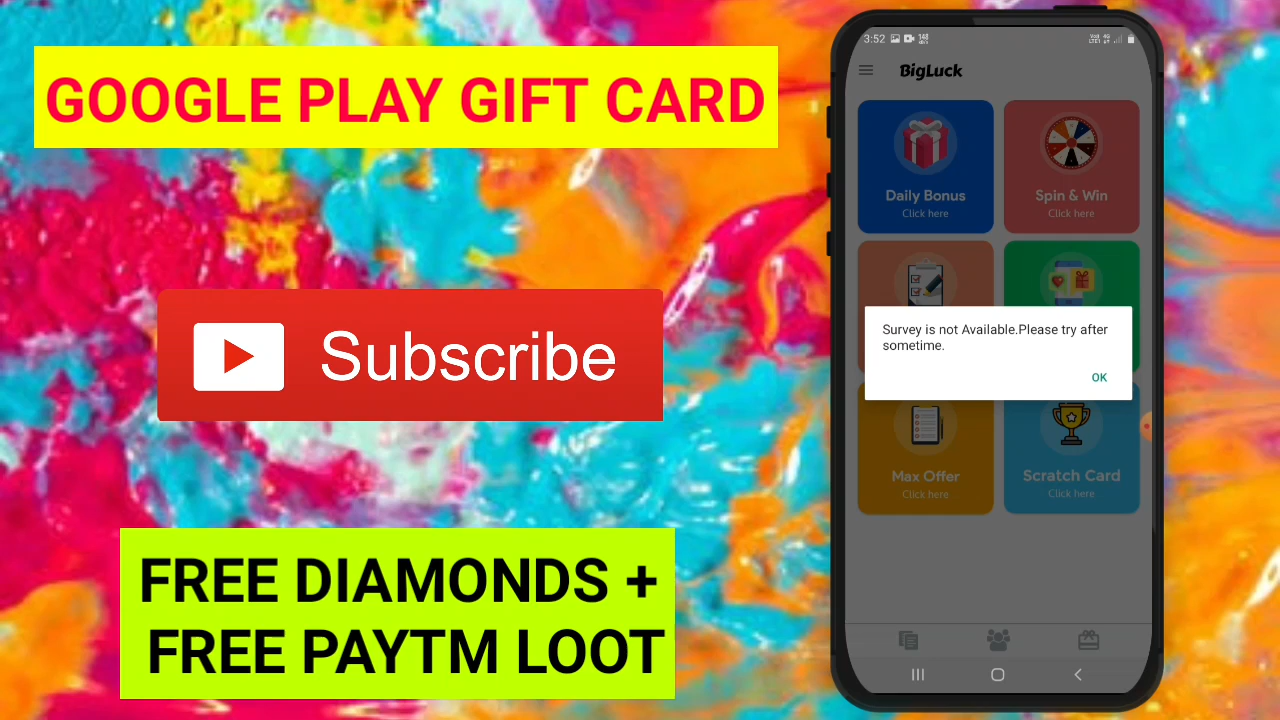 GOOGLE PLAY GIFT CARD
Subscribe
FREE DIAMONDS +
FREE PAYTM LOOT
3:52
BigLuck
Daily Bonus
Click here
Spin & Win
Click here
Survey is not Available.Please try after
sometime.
OK
Max Offer
Click here
Scratch Card
Click here